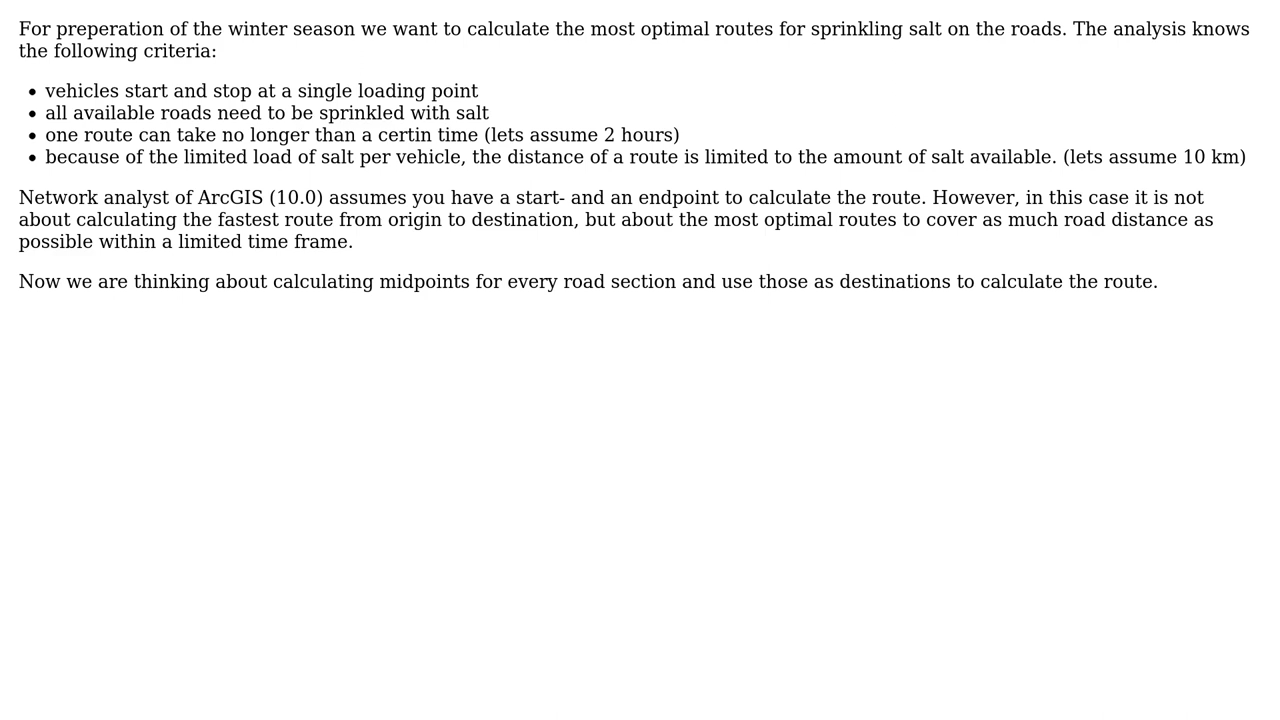 For preperation of the winter season we want to calculate the most optimal routes for sprinkling salt on the roads. The analysis knows
the following criteria:
• vehicles start and stop at a single loading point
• all available roads need to be sprinkled with salt
• one route can take no longer than a certin time (lets assume 2 hours)
• because of the limited load of salt per vehicle, the distance of a route is limited to the amount of salt available. (lets assume 10 km)
Network analyst of ArcGIS (10.0) assumes you have a start- and an endpoint to calculate the route. However, in this case it is not
about calculating the fastest route from origin to destination, but about the most optimal routes to cover as much road distance as
possible within a limited time frame.
Now we are thinking about calculating midpoints for every road section and use those as destinations to calculate the route.